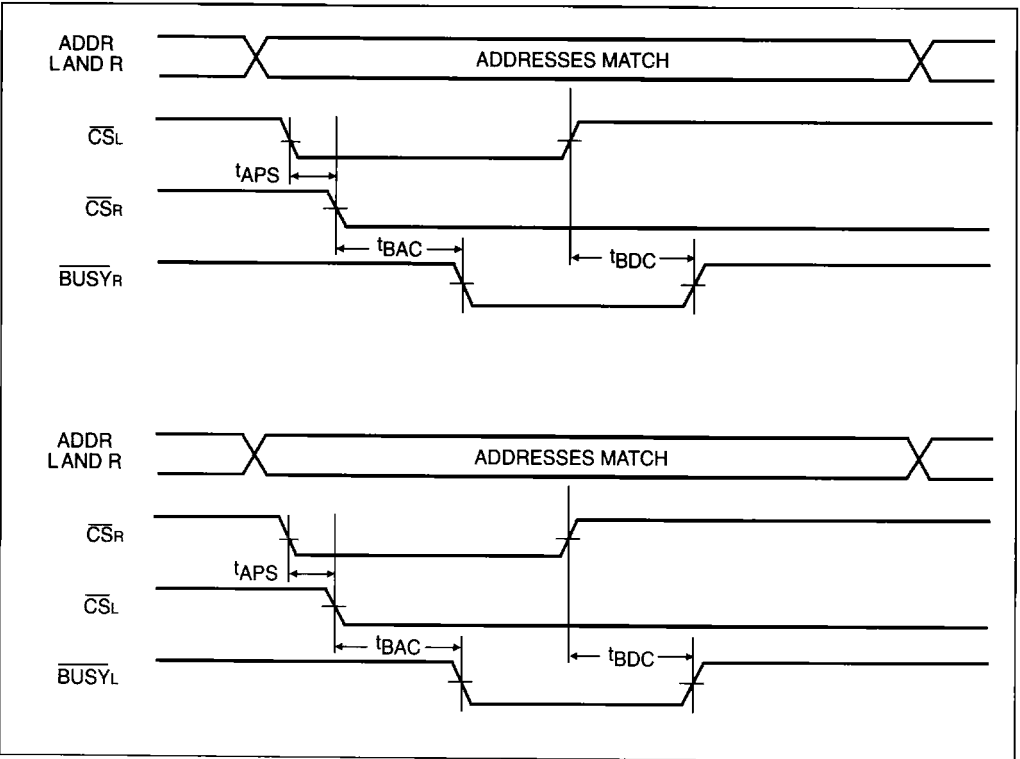 ADDR
L AND R
ADDRESSES MATCH
CSL
tAPS
CSR
tBAC
tBDC
BUSYR
ADDR
L AND R
ADDRESSES MATCH
CSR
tAPS
CSL
tBAC
tBDC
BUSYL